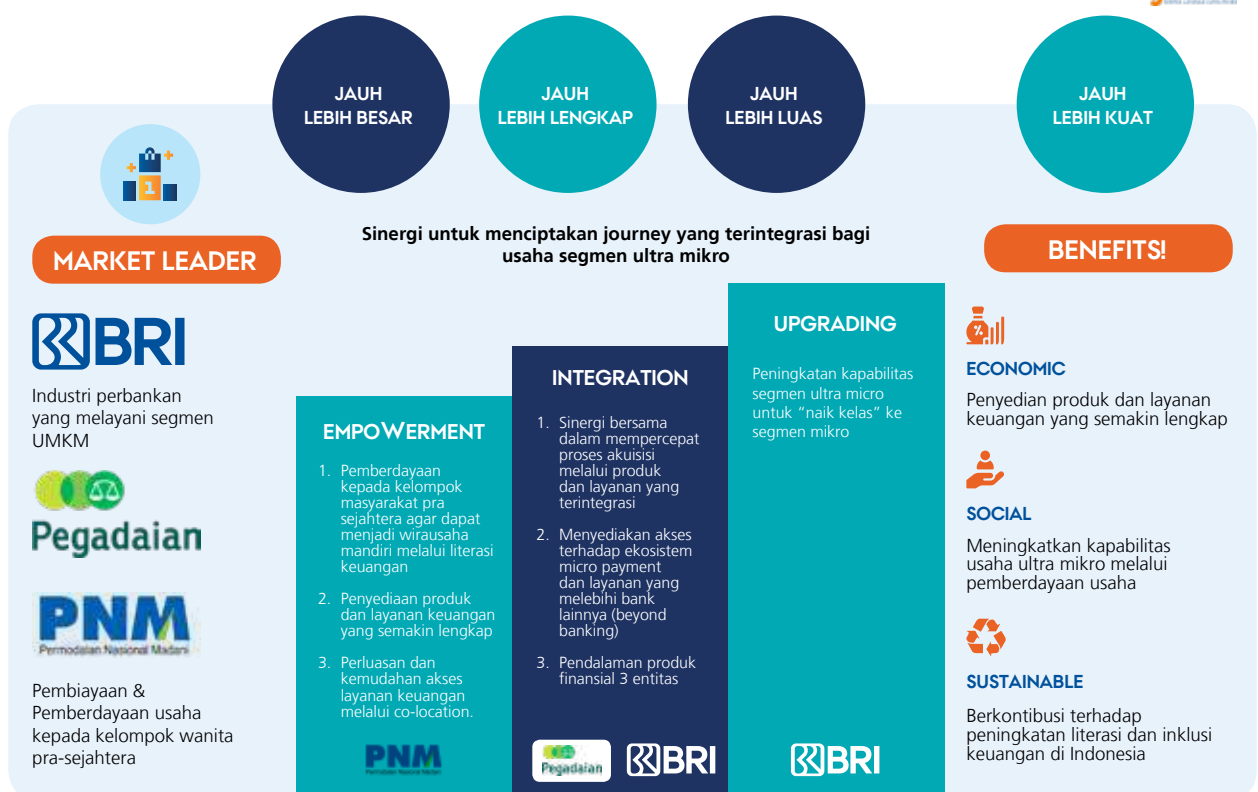 JAUH
LEBIH BESAR
JAUH
LEBIH LENGKAP
JAUH
LEBIH LUAS
JAUH
LEBIH KUAT
1
MARKET LEADER
BRI
Industri perbankan
yang melayani segmen
UMKM
Pegadaian
PNM
Permodalan Nasional Madani
Pembiayaan &
Pemberdayaan usaha
kepada kelompok wanita
pra-sejahtera
Sinergi untuk menciptakan journey yang terintegrasi bagi
usaha segmen ultra mikro
EMPOWERMENT
1. Pemberdayaan
kepada kelompok
masyarakat pra
sejahtera agar dapat
menjadi wirausaha
mandiri melalui literasi
keuangan
2. Penyediaan produk
dan layanan keuangan
yang semakin lengkap
3. Perluasan dan
kemudahan akses
layanan keuangan
melalui co-location.
PNM
INTEGRATION
1. Sinergi bersama
dalam mempercepat
proses akuisisi
melalui produk
dan layanan yang
terintegrasi
2. Menyediakan akses
terhadap ekosistem
micro payment
dan layanan yang
melebihi bank
lainnya (beyond
banking)
3. Pendalaman produk
finansial 3 entitas
Pegadaian
BRI
UPGRADING
Peningkatan kapabilitas
segmen ultra micro
untuk “naik kelas” ke
segmen mikro
BRI
BENEFITS!
%
ECONOMIC
Penyedian produk dan layanan
keuangan yang semakin lengkap
SOCIAL
Meningkatkan kapabilitas
usaha ultra mikro melalui
pemberdayaan usaha
SUSTAINABLE
Berkontibusi terhadap
peningkatan literasi dan inklusi
keuangan di Indonesia